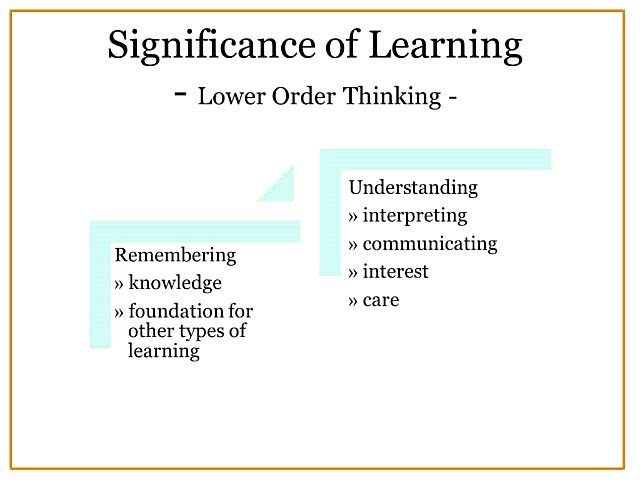 Significance of Learning
- Lower Order Thinking -
Remembering
» knowledge
» foundation for
other types of
learning
Understanding
» interpreting
» communicating
» interest
» care